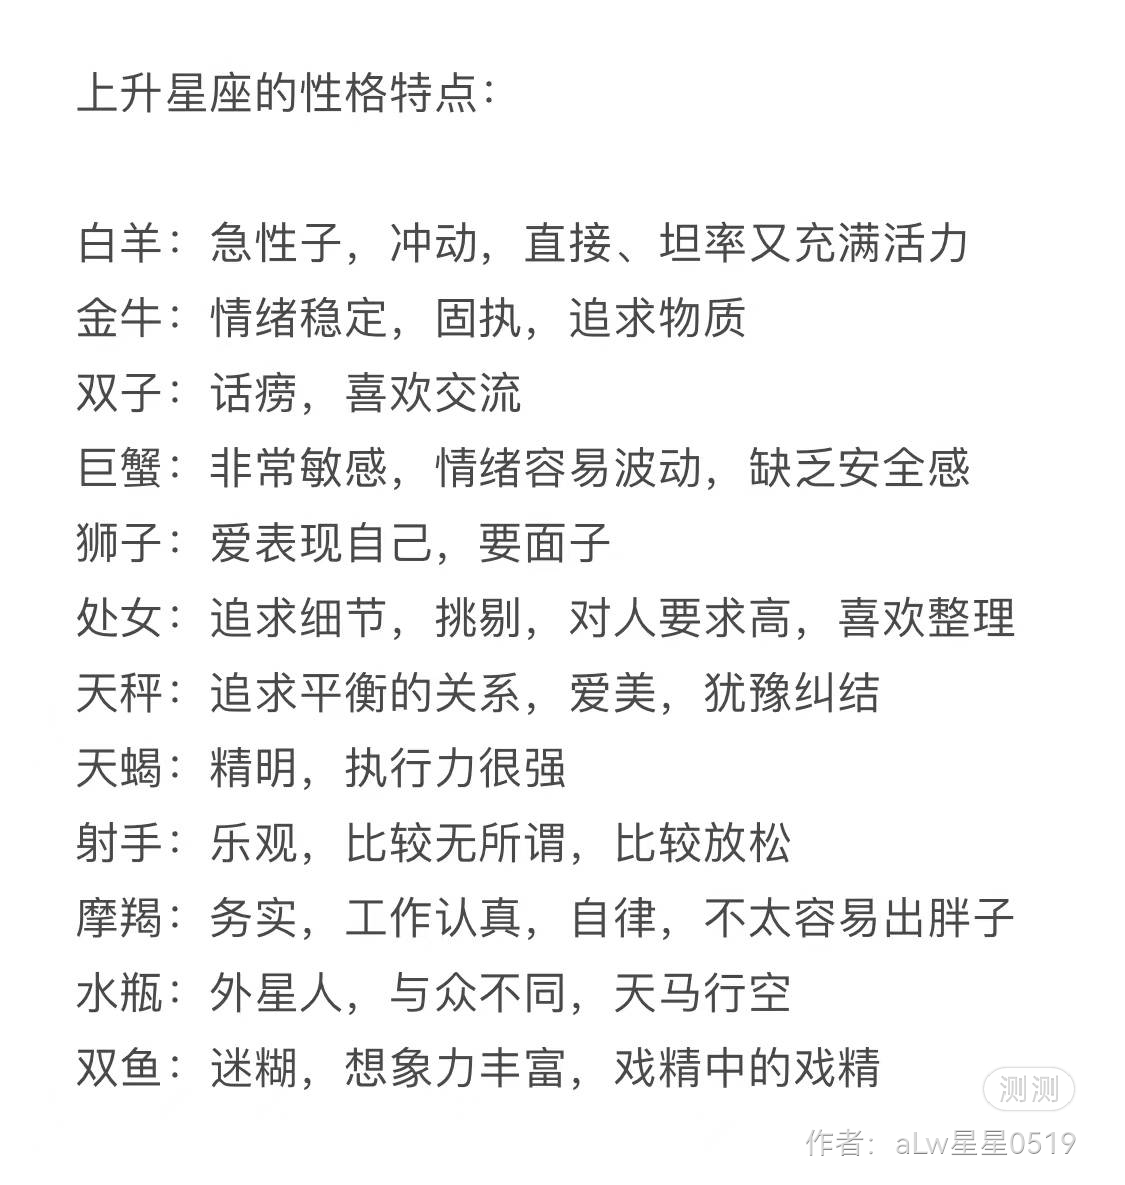 上升星座的性格特点：
白羊：急性子，冲动，直接、坦率又充满活力
金牛：情绪稳定，固执，追求物质
双子：话痨，喜欢交流
巨蟹：非常敏感，情绪容易波动，缺乏安全感
狮子：爱表现自己，要面子
处女：追求细节，挑剔，对人要求高，喜欢整理
天秤：追求平衡的关系，爱美，犹豫纠结
天蝎：精明，执行力很强
射手：乐观，比较无所谓，比较放松
摩羯：务实，工作认真，自律，不太容易出胖子
水瓶：外星人，与众不同，天马行空
双鱼：迷糊，想象力丰富，戏精中的戏精
测测
作者：aLw星星0519